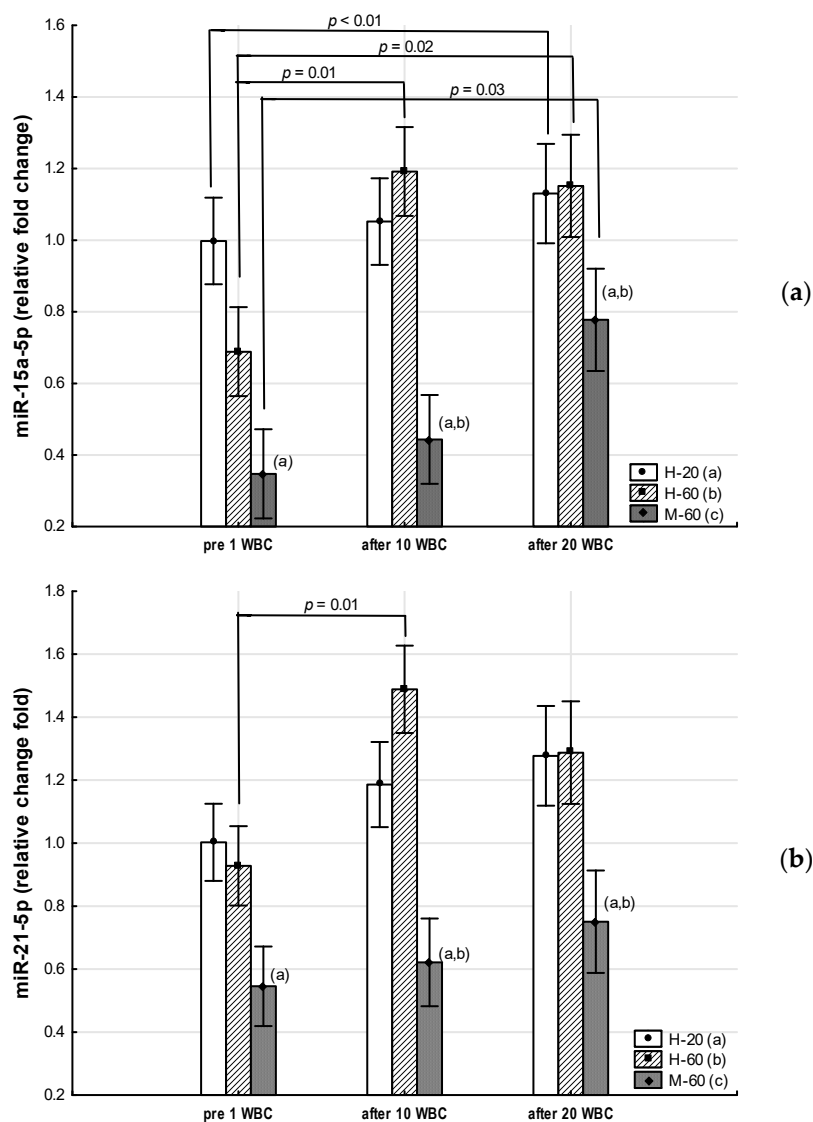 1.6
p < 0.01
p = 0.02
1.4
p = 0.01
p = 0.03
1.2
1.0
(a,b)
0.8
0.6
(a,b)
0.4
(a)
0.2
miR-15a-5p (relative fold change)
H-20 (a)
H-60 (b)
M-60 (c)
pre 1 WBC
after 10 WBC
after 20 WBC
(a)
1.8
p = 0.01
1.6
1.4
1.2
1.0
0.8
(a,b)
(a,b)
0.6
(a)
0.4
0.2
miR-21-5p (relative change fold)
H-20 (a)
H-60 (b)
M-60 (c)
pre 1 WBC
after 10 WBC
after 20 WBC
(b)